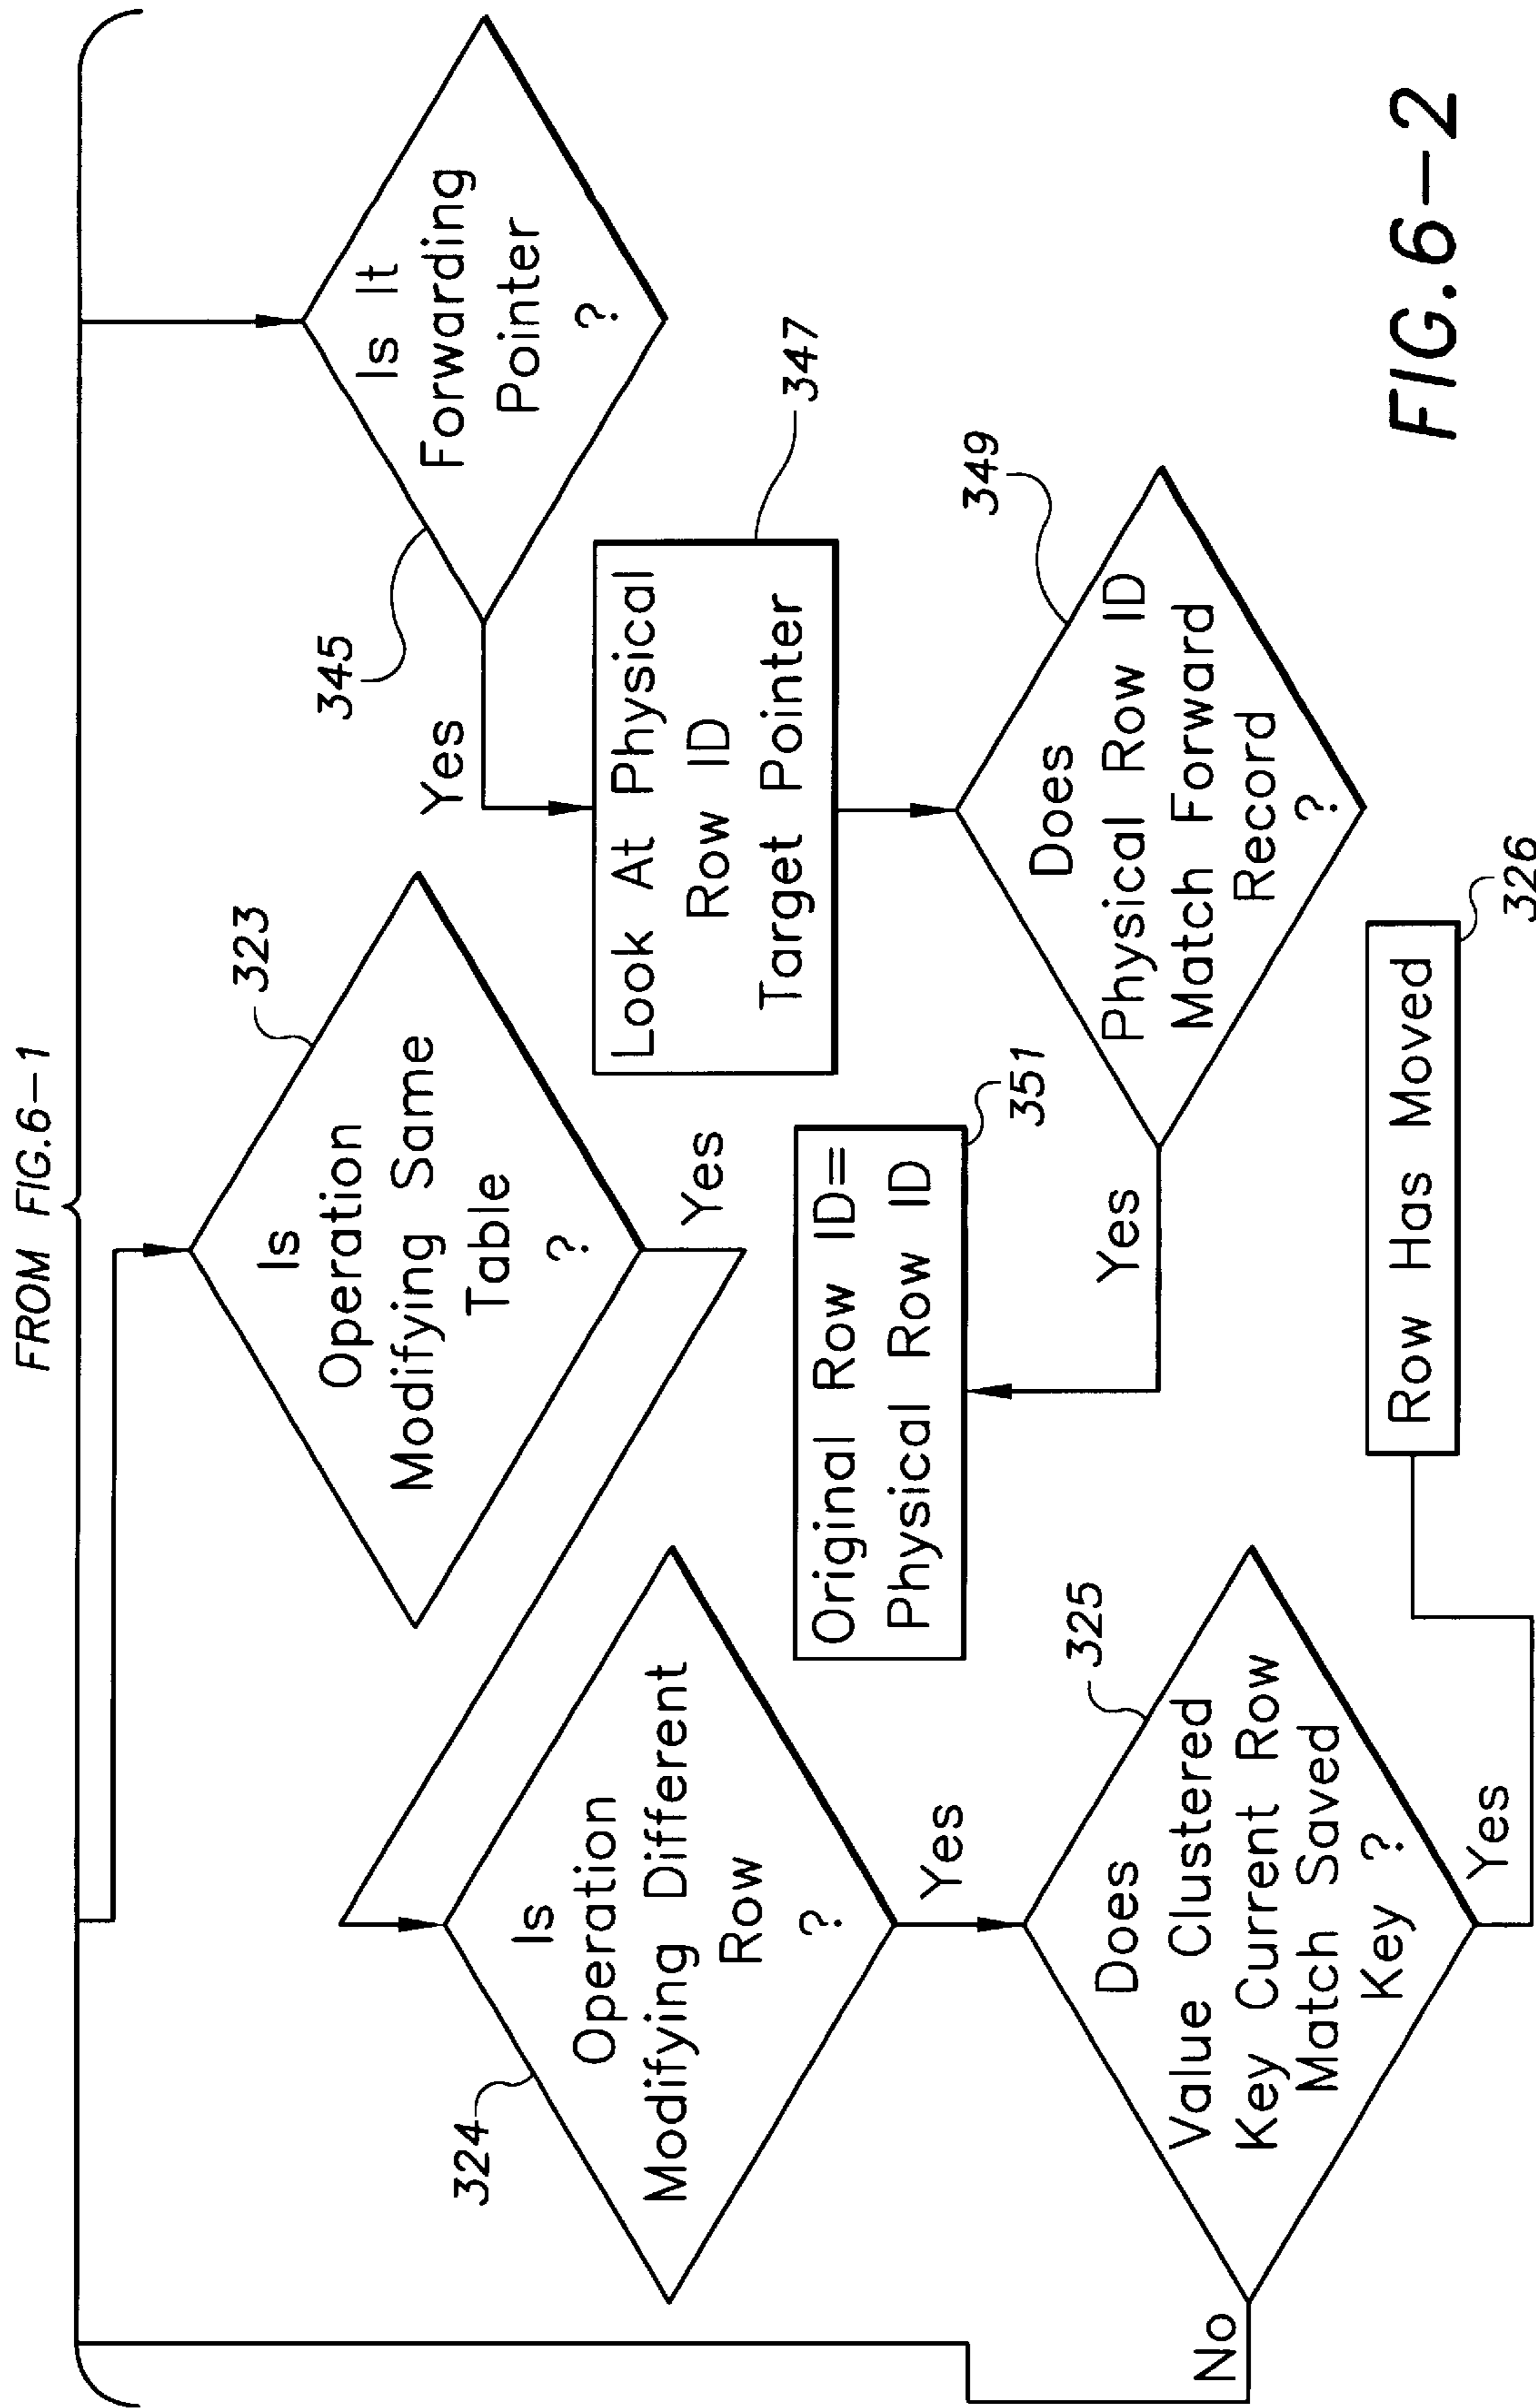 FROM FIG.6-1
Is
Operation
Modifying Same
Table
?
323
Yes
Is
Operation
Modifying Different
Row
?
324
Yes
Does
Value Clustered
Key Current Row
Match Saved
Key ?
325
No
Yes
Row Has Moved
326
Is It
Forwarding
Pointer
?
345
Yes
Look At Physical
Row ID
Target Pointer
347
Does
Physical Row ID
Match Forward
Record
?
349
Yes
Original Row ID=
Physical Row ID
351
FIG.6-2